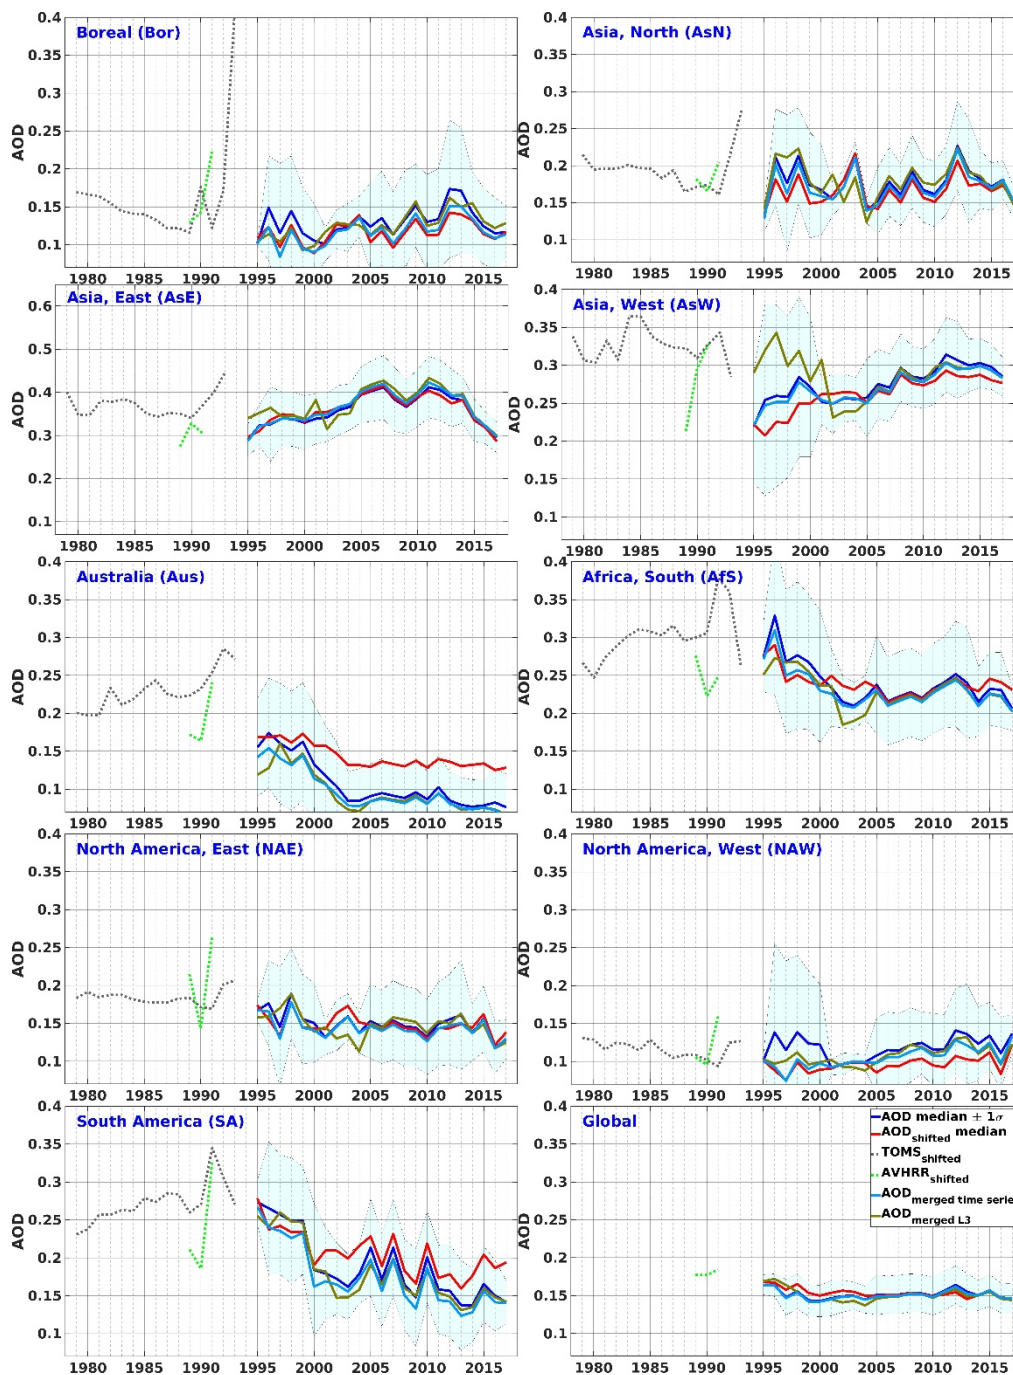 Boreal (Bor)
AOD
0.4
0.35
0.3
0.25
0.2
0.15
0.1
1980 1985 1990 1995 2000 2005 2010 2015
Asia, North (AsN)
AOD
0.4
0.35
0.3
0.25
0.2
0.15
0.1
1980 1985 1990 1995 2000 2005 2010 2015
Asia, East (AsE)
AOD
0.6
0.5
0.4
0.3
0.2
0.1
1980 1985 1990 1995 2000 2005 2010 2015
Asia, West (AsW)
AOD
0.4
0.35
0.3
0.25
0.2
0.15
0.1
1980 1985 1990 1995 2000 2005 2010 2015
Australia (Aus)
AOD
0.4
0.35
0.3
0.25
0.2
0.15
0.1
1980 1985 1990 1995 2000 2005 2010 2015
Africa, South (AfS)
AOD
0.4
0.35
0.3
0.25
0.2
0.15
0.1
1980 1985 1990 1995 2000 2005 2010 2015
North America, East (NAE)
AOD
0.4
0.35
0.3
0.25
0.2
0.15
0.1
1980 1985 1990 1995 2000 2005 2010 2015
North America, West (NAW)
AOD
0.4
0.35
0.3
0.25
0.2
0.15
0.1
1980 1985 1990 1995 2000 2005 2010 2015
South America (SA)
AOD
0.4
0.35
0.3
0.25
0.2
0.15
0.1
1980 1985 1990 1995 2000 2005 2010 2015
Global
AOD
0.4
0.35
0.3
0.25
0.2
0.15
0.1
1980 1985 1990 1995 2000 2005 2010 2015
AOD median ± 1σ
AOD shifted median
TOMS shifted
AVHRR shifted
AOD merged time serie
AOD merged L3